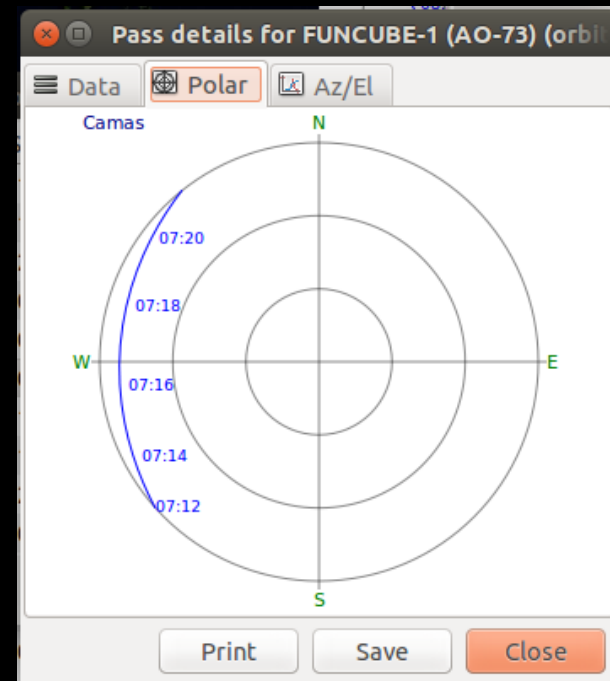 Pass details for FUNCUBE-1 (AO-73) (orbit
Data Polar Az/El
Camas
N
07:20
07:18
W E
07:16
07:14
07:12
S
Print Save Close